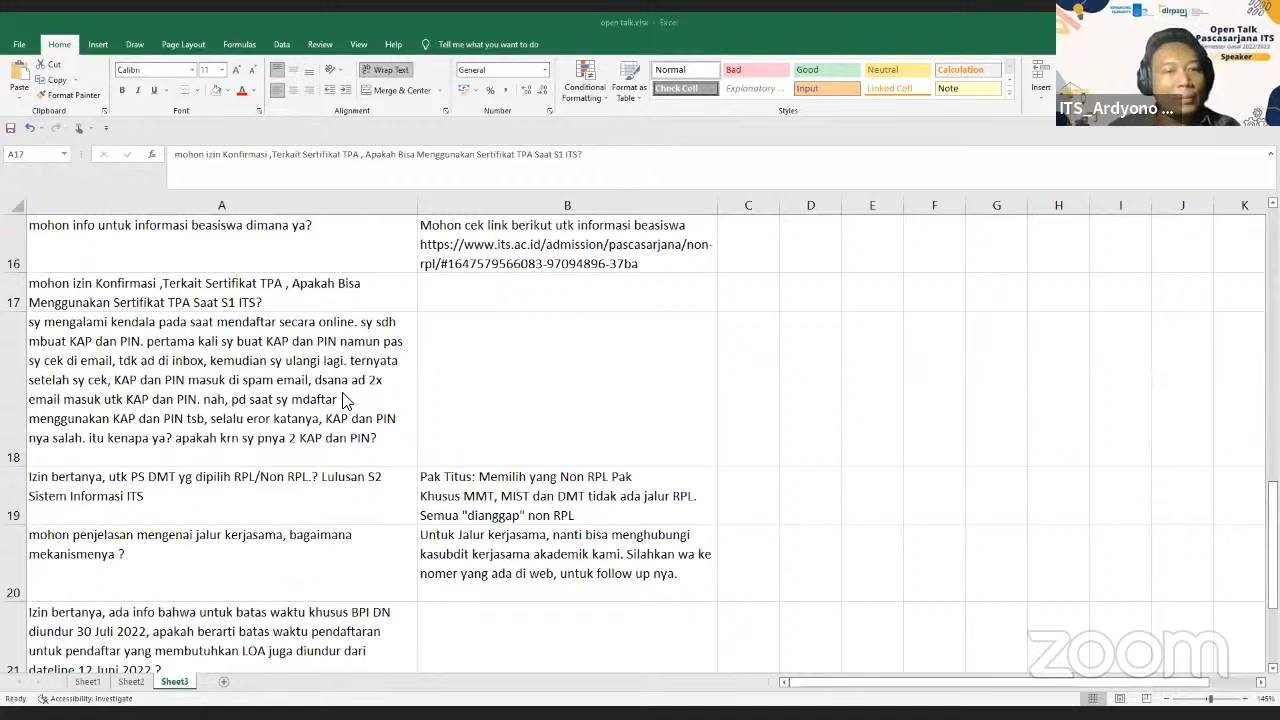 open talk.xlsx - Excel
File Home Insert Draw Page Layout Formulas Data Review View Help Tell me what you want to do
Paste
Cut
Copy
Format Painter
Calibri 11
B I U
Wrap Text
Merge & Center
General
Conditional Formatting
Format as Table
Normal Bad Good Neutral Calculation
Check Cell Explanatory ... Input Linked Cell Note
Insert
Clipboard Font Alignment Number Styles
ADVANCING HUMANITY ITS dirpasq
Open Talk
Pascasarjana ITS
Semester Gasal 2022/2023
Speaker
ITS_Ardyono ...
A17 fx mohon izin Konfirmasi ,Terkait Sertifikat TPA , Apakah Bisa Menggunakan Sertifikat TPA Saat S1 ITS?
A B C D E F G H I J K
16
mohon info untuk informasi beasiswa dimana ya?
Mohon cek link berikut utk informasi beasiswa
https://www.its.ac.id/admission/pascasarjana/non-
rpl/#1647579566083-97094896-37ba
17
mohon izin Konfirmasi ,Terkait Sertifikat TPA , Apakah Bisa
Menggunakan Sertifikat TPA Saat S1 ITS?
18
sy mengalami kendala pada saat mendaftar secara online. sy sdh
mbuat KAP dan PIN. pertama kali sy buat KAP dan PIN namun pas
sy cek di email, tdk ad di inbox, kemudian sy ulangi lagi. ternyata
setelah sy cek, KAP dan PIN masuk di spam email, dsana ad 2x
email masuk utk KAP dan PIN. nah, pd saat sy mdaftar
menggunakan KAP dan PIN tsb, selalu eror katanya, KAP dan PIN
nya salah. itu kenapa ya? apakah krn sy pnya 2 KAP dan PIN?
19
Izin bertanya, utk PS DMT yg dipilih RPL/Non RPL.? Lulusan S2
Sistem Informasi ITS
Pak Titus: Memilih yang Non RPL Pak
Khusus MMT, MIST dan DMT tidak ada jalur RPL.
Semua "dianggap" non RPL
20
mohon penjelasan mengenai jalur kerjasama, bagaimana
mekanismenya ?
Untuk Jalur kerjasama, nanti bisa menghubungi
kasubdit kerjasama akademik kami. Silahkan wa ke
nomer yang ada di web, untuk follow up nya.
21
Izin bertanya, ada info bahwa untuk batas waktu khusus BPI DN
diundur 30 Juli 2022, apakah berarti batas waktu pendaftaran
untuk pendaftar yang membutuhkan LOA juga diundur dari
dateline 12 Juni 2022 ?
zoom
Sheet1 Sheet2 Sheet3
Ready Accessibility: Investigate 145%